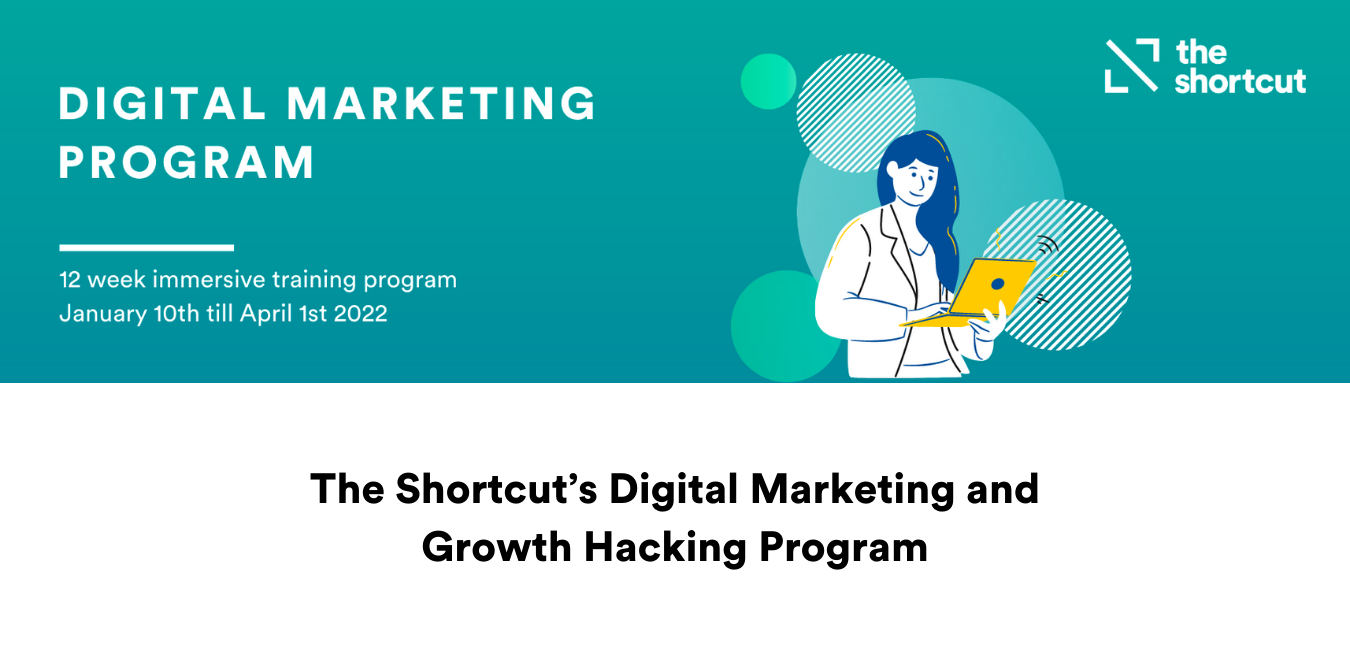 DIGITAL MARKETING
PROGRAM
12 week immersive training program
January 10th till April 1st 2022
the
shortcut
The Shortcut’s Digital Marketing and
Growth Hacking Program